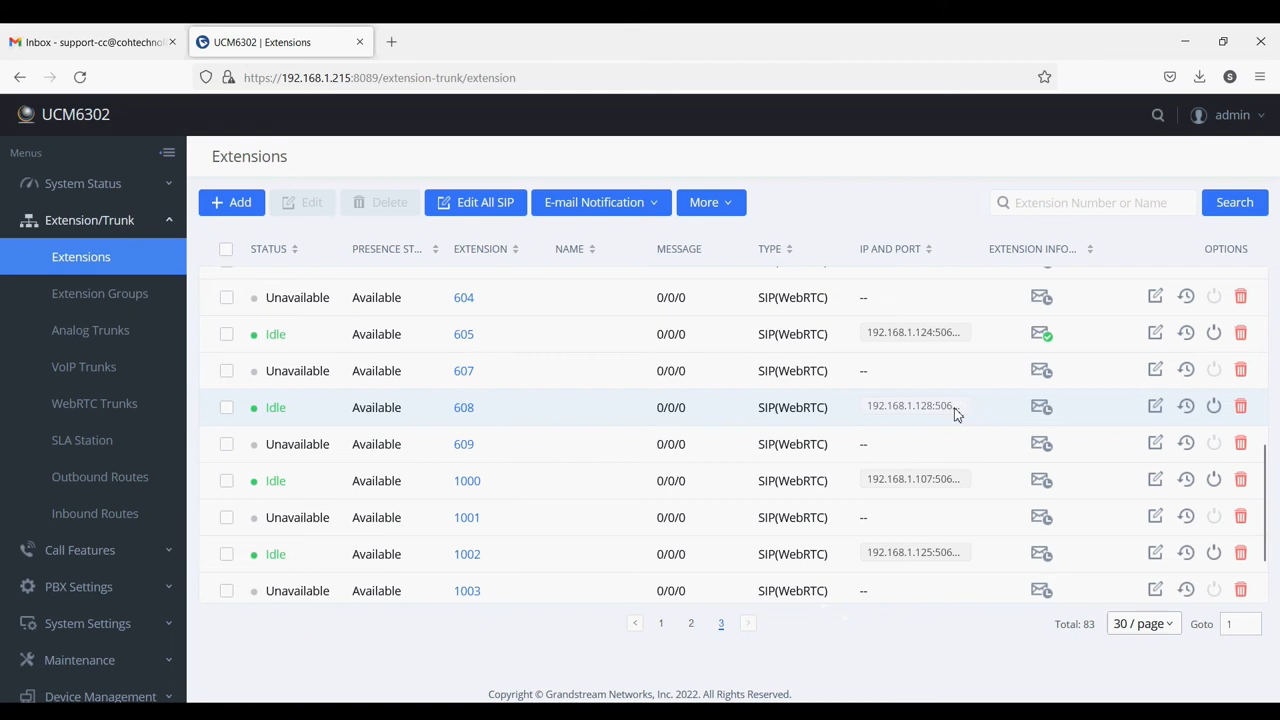 Inbox - support-cc@cohtechnol
UCM6302 | Extensions
https://192.168.1.215:8089/extension-trunk/extension
S
UCM6302
admin
Menus
System Status
Extension/Trunk
Extensions
Extension Groups
Analog Trunks
VoIP Trunks
WebRTC Trunks
SLA Station
Outbound Routes
Inbound Routes
Call Features
PBX Settings
System Settings
Maintenance
Device Management
Extensions
+ Add Edit Delete Edit All SIP E-mail Notification More Extension Number or Name Search
STATUS PRESENCE ST... EXTENSION NAME MESSAGE TYPE IP AND PORT EXTENSION INFO... OPTIONS
Unavailable Available 604 0/0/0 SIP(WebRTC) --
Idle Available 605 0/0/0 SIP(WebRTC) 192.168.1.124:506...
Unavailable Available 607 0/0/0 SIP(WebRTC) --
Idle Available 608 0/0/0 SIP(WebRTC) 192.168.1.128:506...
Unavailable Available 609 0/0/0 SIP(WebRTC) --
Idle Available 1000 0/0/0 SIP(WebRTC) 192.168.1.107:506...
Unavailable Available 1001 0/0/0 SIP(WebRTC) --
Idle Available 1002 0/0/0 SIP(WebRTC) 192.168.1.125:506...
Unavailable Available 1003 0/0/0 SIP(WebRTC) --
< 1 2 3 > Total: 83 30 / page Goto 1
Copyright © Grandstream Networks, Inc. 2022. All Rights Reserved.